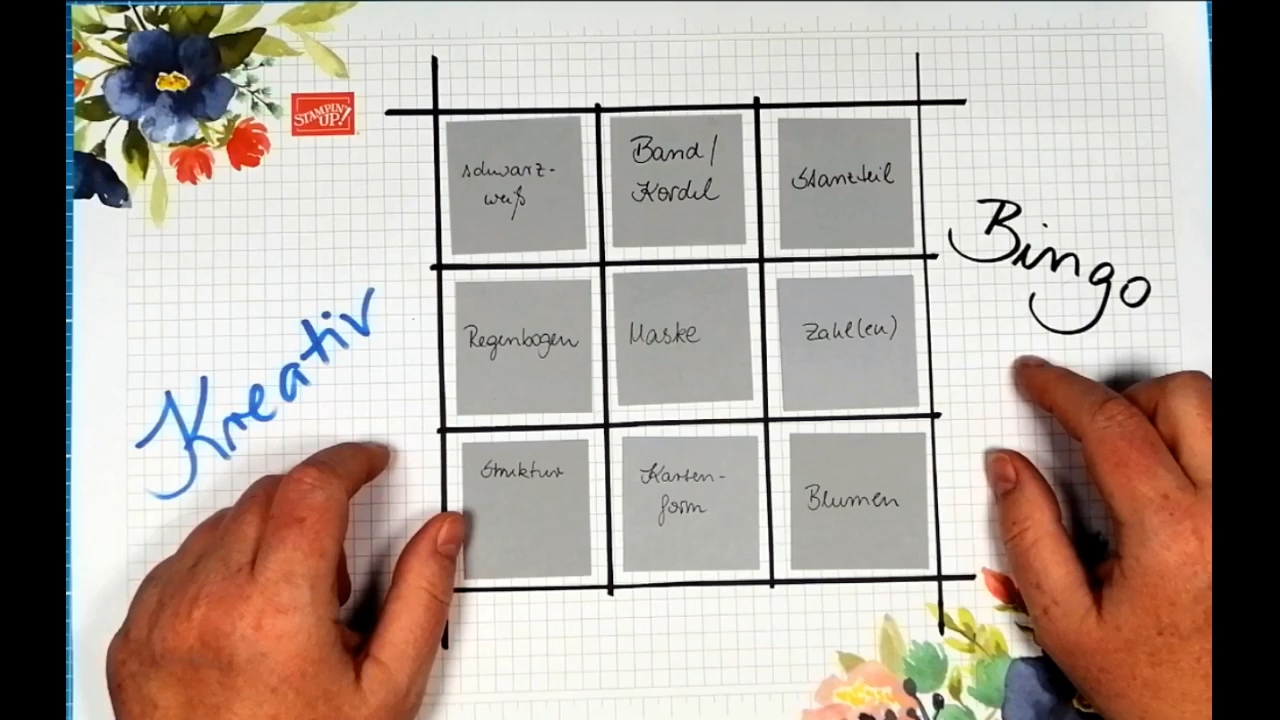 STAMPIN' UP!
schwarz-
weiß
Band/
Kordel
Stanzteil
Regenbogen
Maske
Zahl(en)
Struktur
Karten-
form
Blumen
Kreativ
Bingo